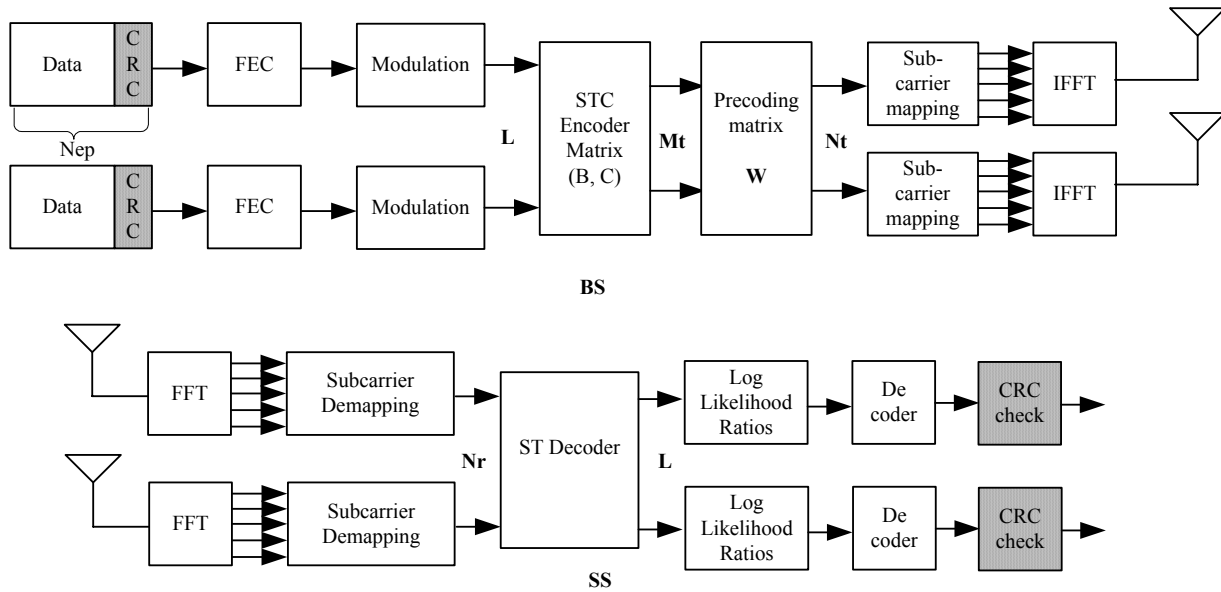 Data
C
R
C
FEC
Modulation
Nep
L
STC
Encoder
Matrix
(B, C)
Mt
Precoding
matrix
W
Nt
Sub-
carrier
mapping
IFFT
Data
C
R
C
FEC
Modulation
Sub-
carrier
mapping
IFFT
BS
FFT
Subcarrier
Demapping
Nr
ST Decoder
L
Log
Likelihood
Ratios
De
coder
CRC
check
FFT
Subcarrier
Demapping
Log
Likelihood
Ratios
De
coder
CRC
check
SS